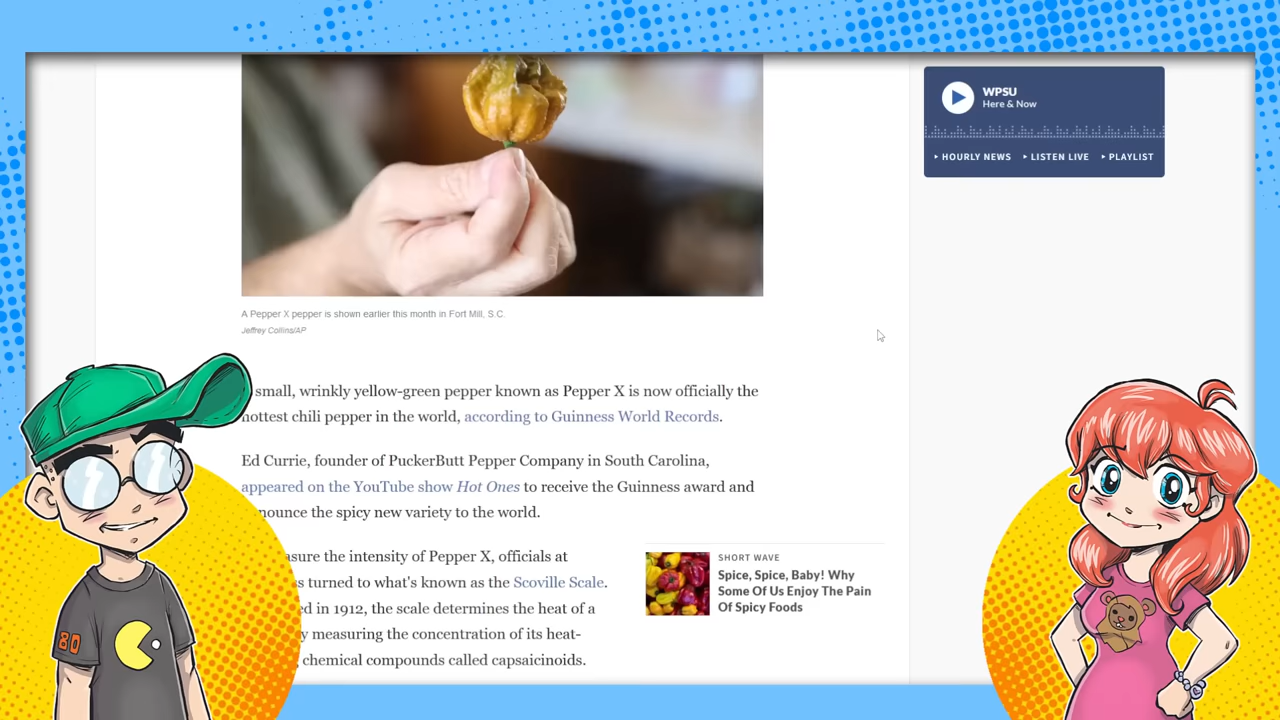 WPSU
Here & Now
HOURLY NEWS LISTEN LIVE PLAYLIST
A Pepper X pepper is shown earlier this month in Fort Mill, S.C.
Jeffrey Collins/AP
small, wrinkly yellow-green pepper known as Pepper X is now officially the
hottest chili pepper in the world, according to Guinness World Records.
Ed Currie, founder of PuckerButt Pepper Company in South Carolina,
appeared on the YouTube show Hot Ones to receive the Guinness award and
nounce the spicy new variety to the world.
asure the intensity of Pepper X, officials at
s turned to what's known as the Scoville Scale.
ed in 1912, the scale determines the heat of a
y measuring the concentration of its heat-
chemical compounds called capsaicinoids.
SHORT WAVE
Spice, Spice, Baby! Why
Some Of Us Enjoy The Pain
Of Spicy Foods
80